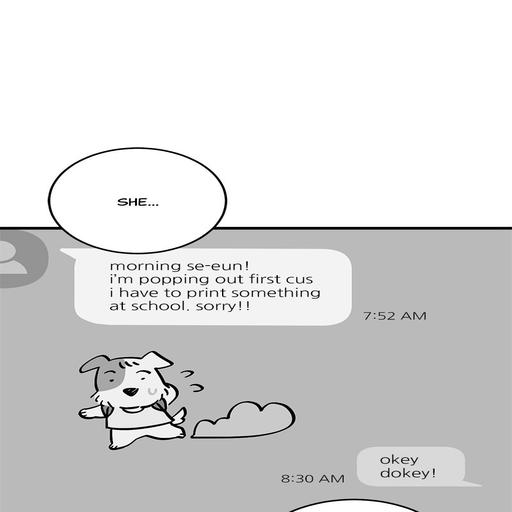 SHE...
morning se-eun!
i'm popping out first cus
i have to print something
at school. sorry!!
7:52 AM
okey
dokey!
8:30 AM